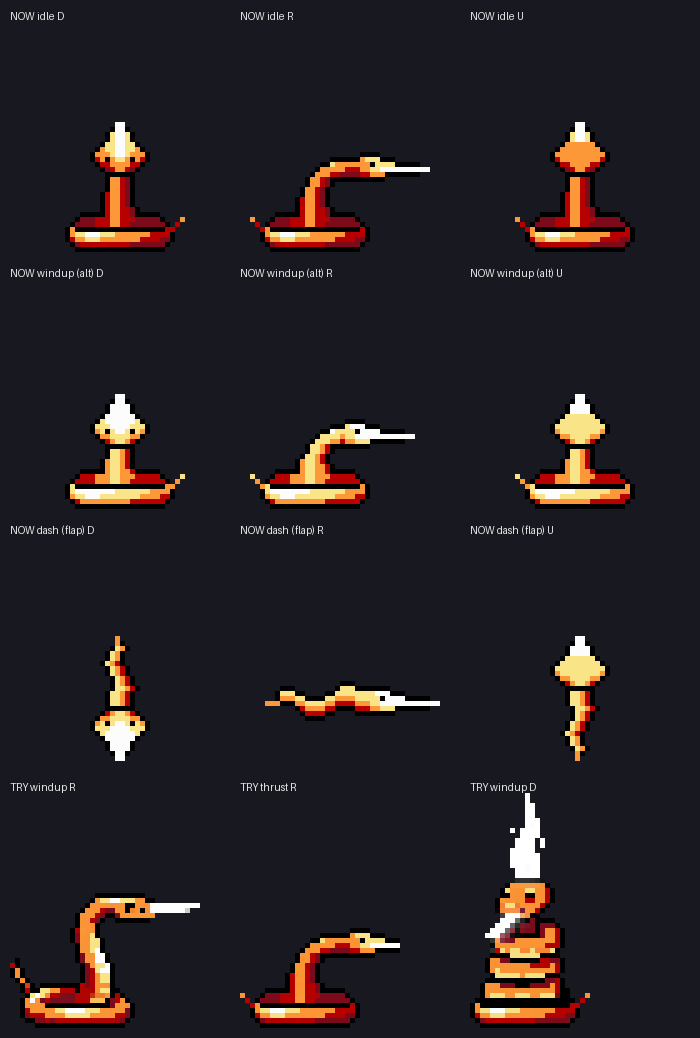 NOW idle D
NOW idle R
NOW idle U
NOW windup (alt) D
NOW windup (alt) R
NOW windup (alt) U
NOW dash (flap) D
NOW dash (flap) R
NOW dash (flap) U
TRY windup R
TRY thrust R
TRY windup D